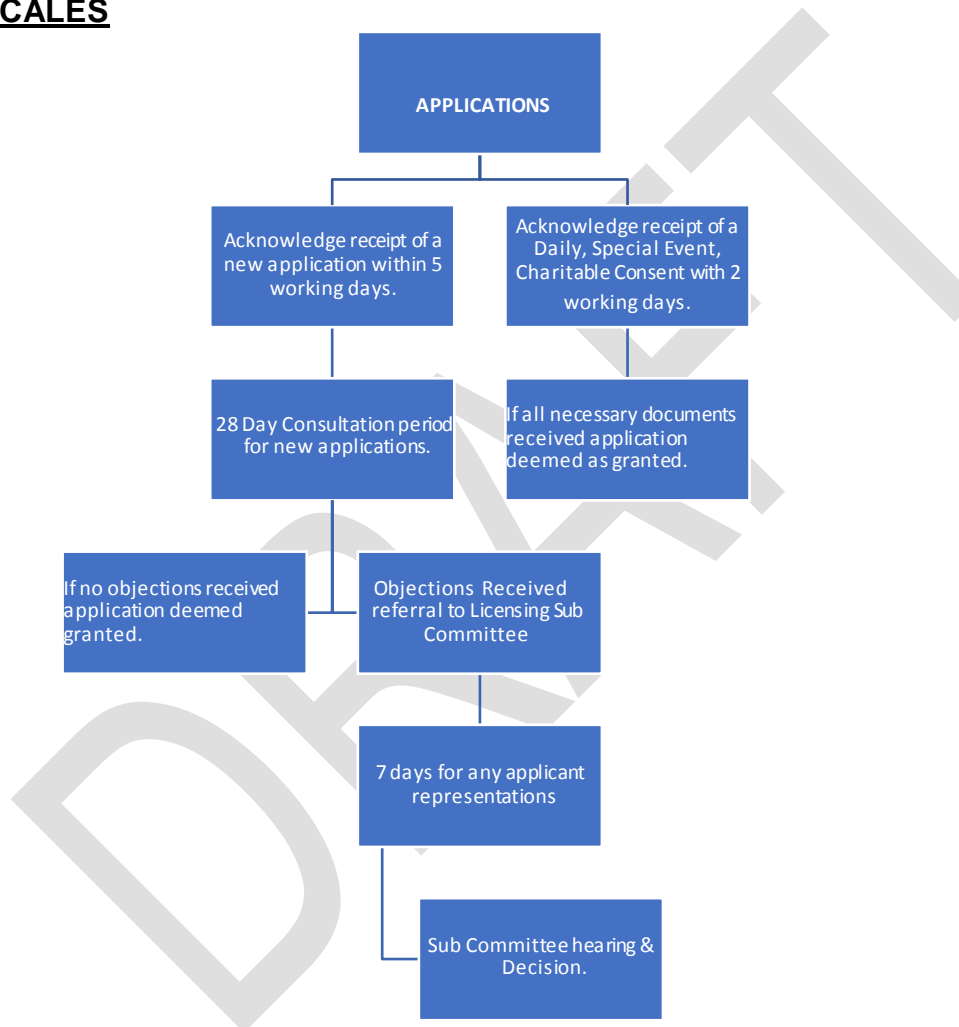 CALES
APPLICATIONS
Acknowledge receipt of a
new application within 5
working days.
Acknowledge receipt of a
Daily, Special Event,
Charitable Consent with 2
working days.
28 Day Consultation period
for new applications.
If all necessary documents
received application
deemed as granted.
If no objections received
application deemed
granted.
Objections Received
referral to Licensing Sub
Committee
7 days for any applicant
representations
Sub Committee hearing &
Decision.
DRAFT